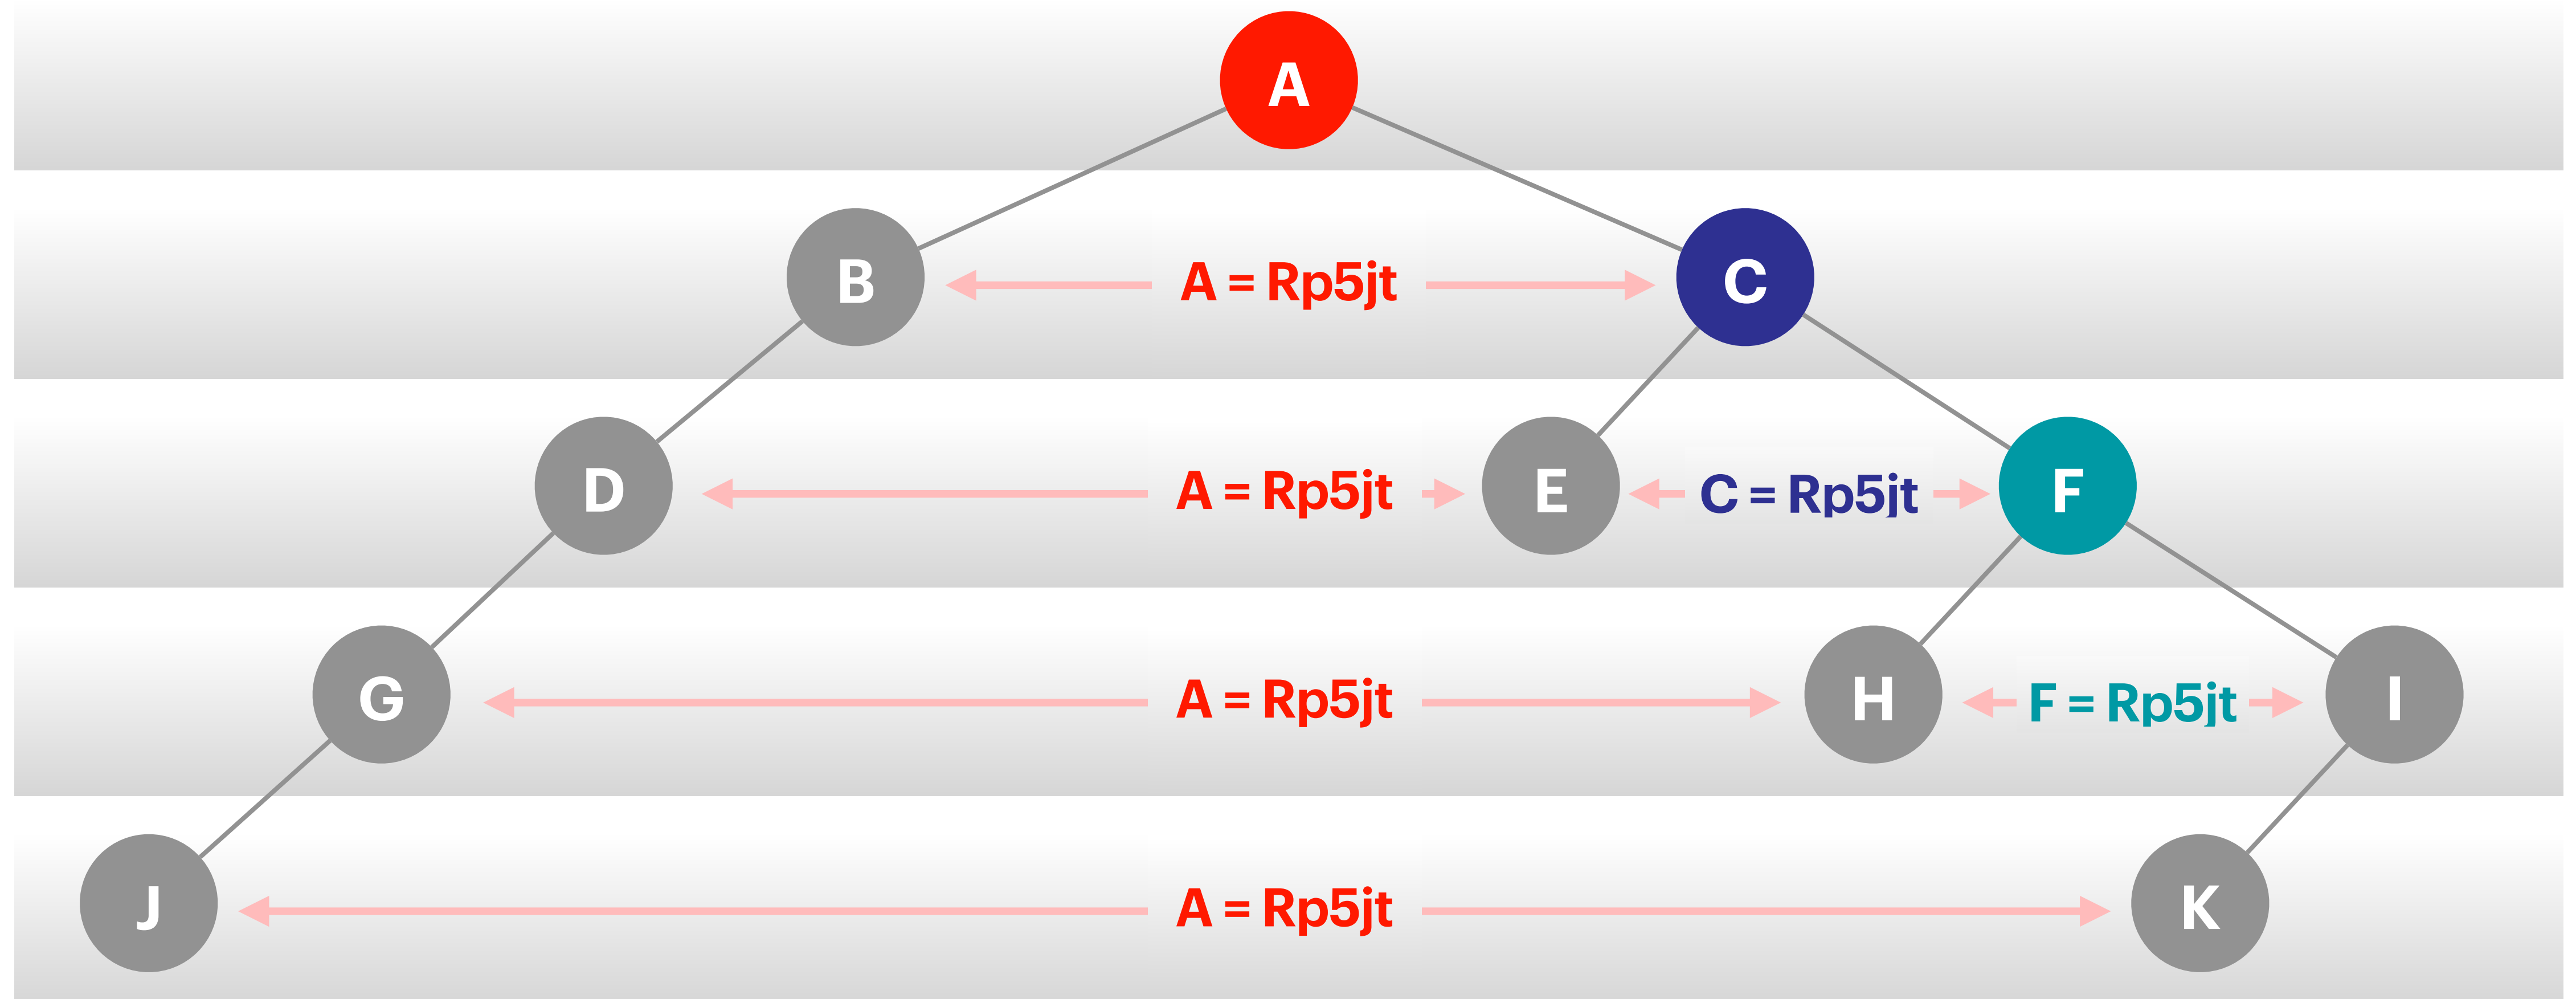 A
B
A = Rp5jt
C
D
A = Rp5jt
E
C = Rp5jt
F
G
A = Rp5jt
H
F = Rp5jt
I
J
A = Rp5jt
K